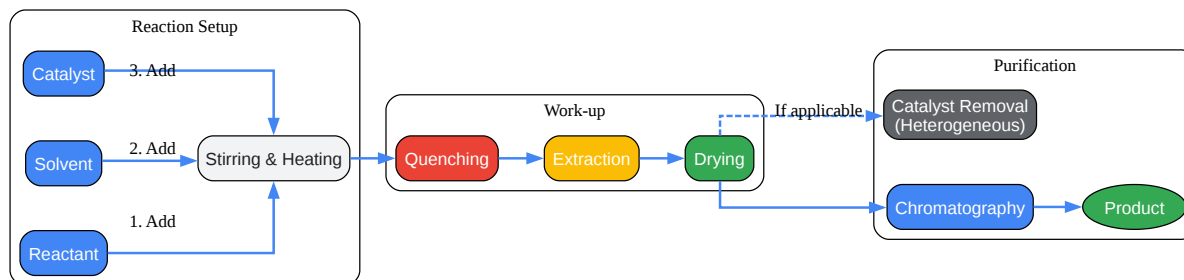 Reaction Setup
Catalyst
3. Add
Solvent
2. Add
Stirring & Heating
1. Add
Reactant
Work-up
Quenching
Extraction
Drying
If applicable
Purification
Catalyst Removal
(Heterogeneous)
Chromatography
Product